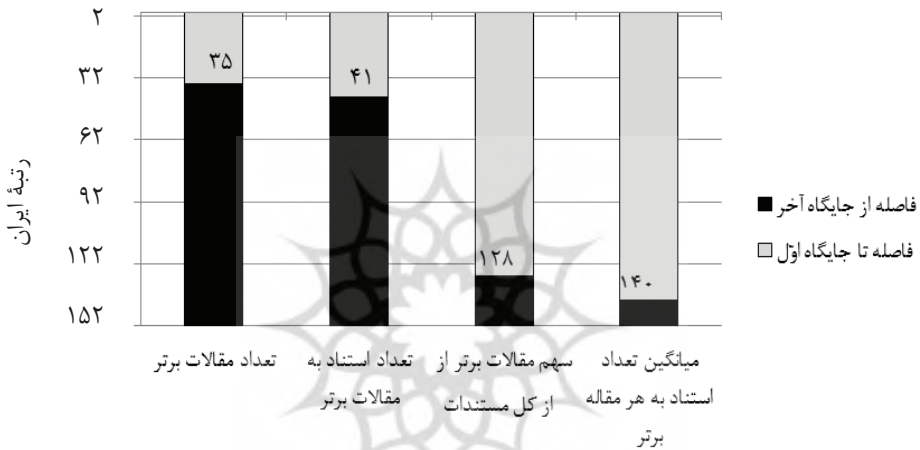 ۲
۳۲
۶۲
۹۲
۱۲۲
۱۵۲
رتبهٔ ایران
۳۵
۴۱
۱۲۸
۱۴۰
تعداد مقالات برتر
تعداد استناد به
مقالات برتر
سهم مقالات برتر از
از کل مستندات
میانگین تعداد
استناد به هر مقاله
برتر
فاصله از جایگاه آخر
فاصله تا جایگاه اوّل